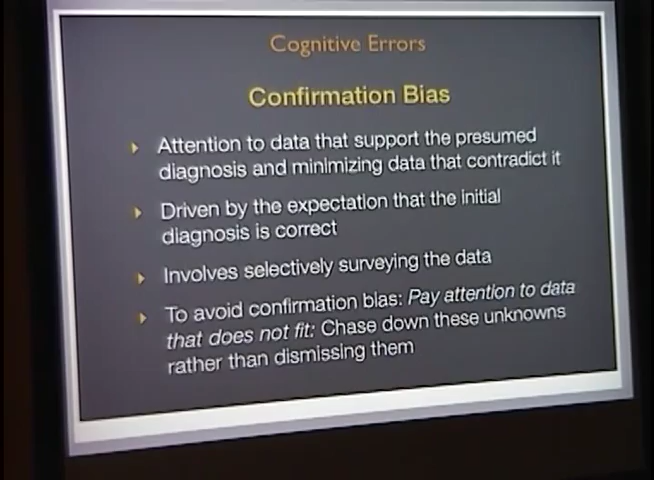 Cognitive Errors
Confirmation Bias
Attention to data that support the presumed
diagnosis and minimizing data that contradict it
Driven by the expectation that the initial
diagnosis is correct
Involves selectively surveying the data
To avoid confirmation bias: Pay attention to data
that does not fit: Chase down these unknowns
rather than dismissing them